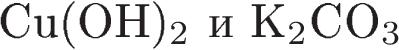 Cu(OH)₂ и K₂CO₃